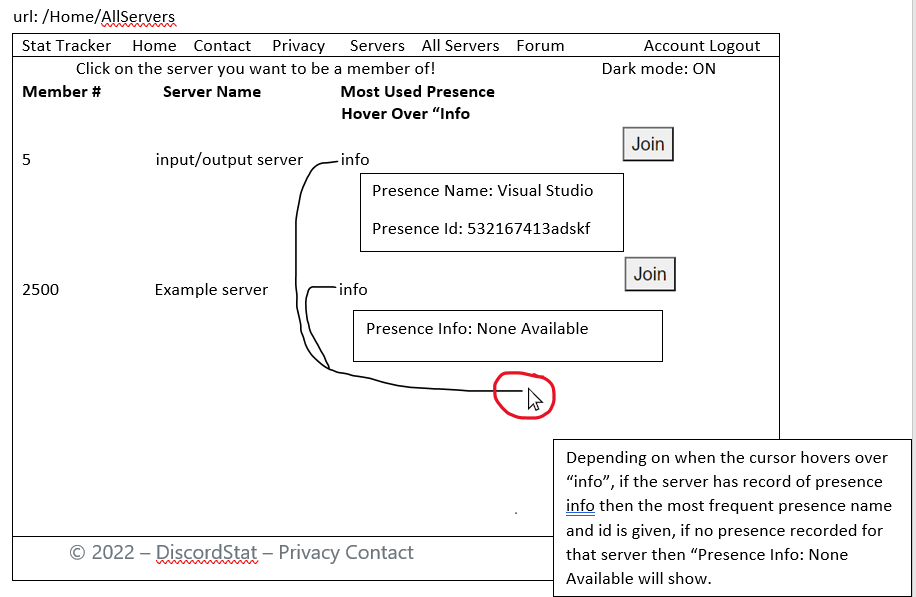 url: /Home/AllServers
Stat Tracker Home Contact Privacy Servers All Servers Forum Account Logout
Click on the server you want to be a member of! Dark mode: ON
Member # Server Name Most Used Presence
Hover Over “Info
Join
5 input/output server info
Presence Name: Visual Studio
Presence Id: 532167413adskf
Join
2500 Example server info
Presence Info: None Available
Depending on when the cursor hovers over
“info”, if the server has record of presence
info then the most frequent presence name
and id is given, if no presence recorded for
that server then “Presence Info: None
Available will show.
© 2022 – DiscordStat – Privacy Contact